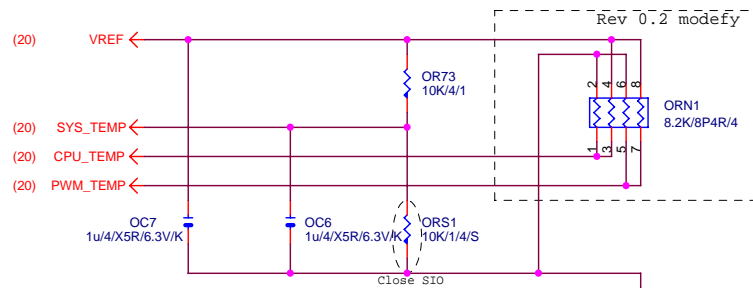 Rev 0.2 modefy
(20) VREF
OR73
10K/4/1
2 4 6 8
ORN1
8.2K/8P4R/4
(20) SYS_TEMP
1 3 5 7
(20) CPU_TEMP
(20) PWM_TEMP
OC7
1u/4/X5R/6.3V/K
OC6
1u/4/X5R/6.3V/K
ORS1
10K/1/4/S
Close SIO